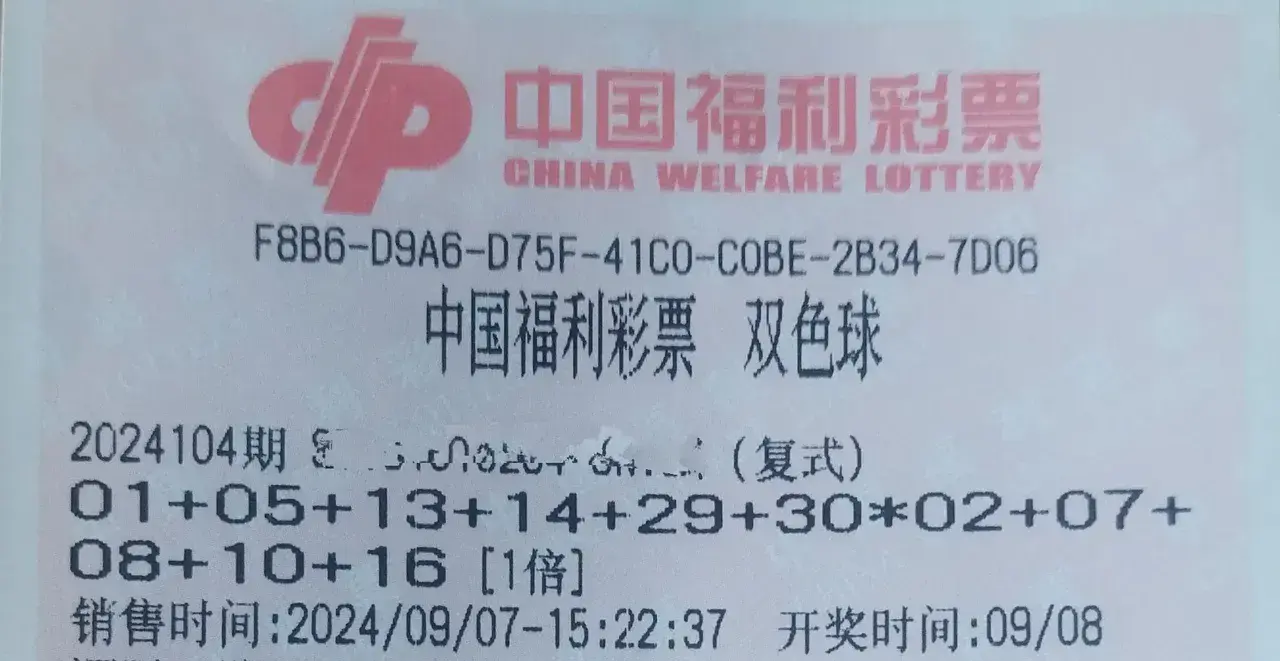 中国福利彩票
CHINA WELFARE LOTTERY
F8B6-D9A6-D75F-41C0-C0BE-2B34-7D06
中国福利彩票 双色球
2024104期 (复式)
01+05+13+14+29+30*02+07+
08+10+16 [1倍]
销售时间:2024/09/07-15:22:37 开奖时间:09/08